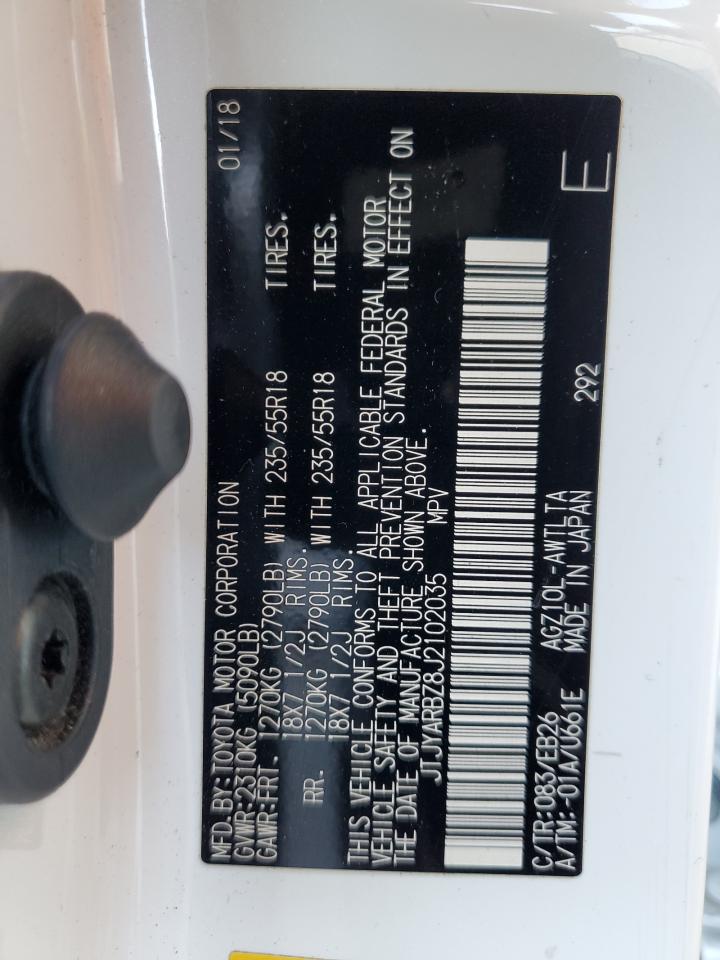 MFD. BY: TOYOTA MOTOR CORPORATION 01/18
GVWR: 2310KG (5090LB)
GAWR: FRT. 1270KG (2790LB) WITH 235/55R18 TIRES.
18X7 1/2J RIMS.
RR. 1270KG (2790LB) WITH 235/55R18 TIRES.
18X7 1/2J RIMS.
THIS VEHICLE CONFORMS TO ALL APPLICABLE FEDERAL MOTOR
VEHICLE SAFETY AND THEFT PREVENTION STANDARDS IN EFFECT ON
THE DATE OF MANUFACTURE SHOWN ABOVE.
JTJYARBZ8J2102035 MPV
C/TR: 083/EB26 AGZ10L-AWTLTA 292 E
A/TM: -01A/U661E MADE IN JAPAN